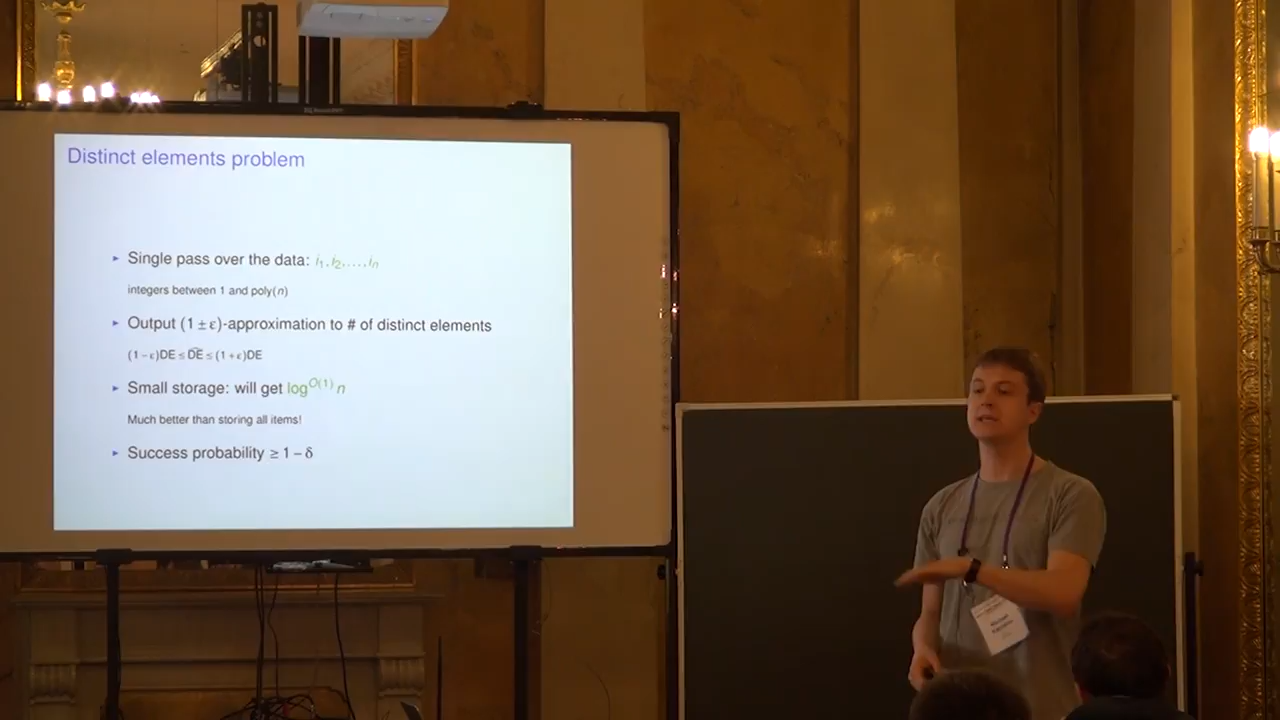 Distinct elements problem
▸ Single pass over the data: i₁, i₂, …, iₙ
integers between 1 and poly(n)
▸ Output (1 ± ε)-approximation to # of distinct elements
(1 − ε)DE ≤ D͡E ≤ (1 + ε)DE
▸ Small storage: will get log^{O(1)} n
Much better than storing all items!
▸ Success probability ≥ 1 − δ